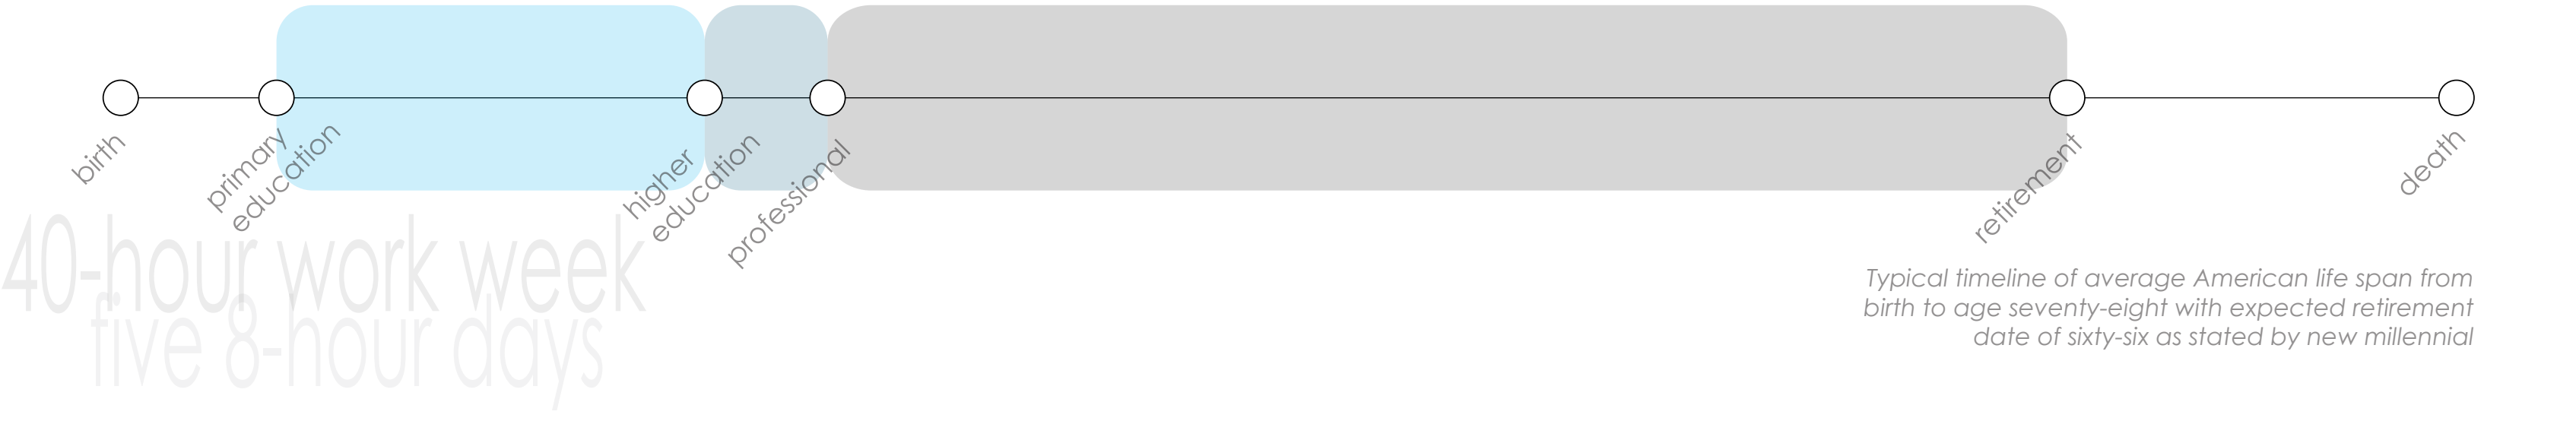 birth
primary
education
higher
education
professional
retirement
death
40-hour work week
five 8-hour days
Typical timeline of average American life span from
birth to age seventy-eight with expected retirement
date of sixty-six as stated by new millennial